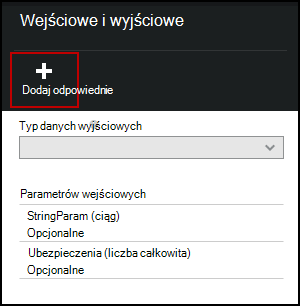 Wejściowe i wyjściowe
Dodaj odpowiednie
Typ danych wyjściowych
Parametrów wejściowych
StringParam (ciąg)
Opcjonalne
Ubezpieczenia (liczba całkowita)
Opcjonalne